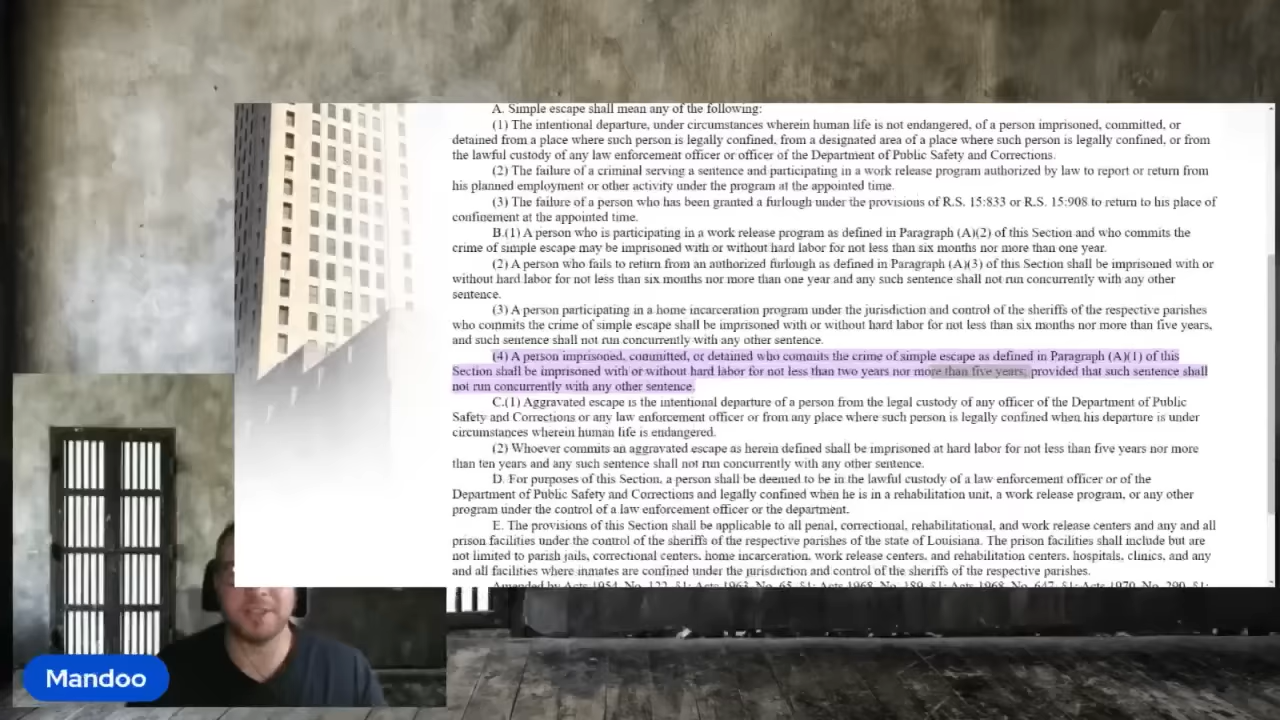 A. Simple escape shall mean any of the following:
(1) The intentional departure, under circumstances wherein human life is not endangered, of a person imprisoned, committed, or
detained from a place where such person is legally confined, from a designated area of a place where such person is legally confined, or from
the lawful custody of any law enforcement officer or officer of the Department of Public Safety and Corrections.
(2) The failure of a criminal serving a sentence and participating in a work release program authorized by law to report or return from
his planned employment or other activity under the program at the appointed time.
(3) The failure of a person who has been granted a furlough under the provisions of R.S. 15:833 or R.S. 15:908 to return to his place of
confinement at the appointed time.
B.(1) A person who is participating in a work release program as defined in Paragraph (A)(2) of this Section and who commits the
crime of simple escape may be imprisoned with or without hard labor for not less than six months nor more than one year.
(2) A person who fails to return from an authorized furlough as defined in Paragraph (A)(3) of this Section shall be imprisoned with or
without hard labor for not less than six months nor more than one year and any such sentence shall not run concurrently with any other
sentence.
(3) A person participating in a home incarceration program under the jurisdiction and control of the sheriffs of the respective parishes
who commits the crime of simple escape shall be imprisoned with or without hard labor for not less than six months nor more than five years,
and such sentence shall not run concurrently with any other sentence.
(4) A person imprisoned, committed, or detained who commits the crime of simple escape as defined in Paragraph (A)(1) of this
Section shall be imprisoned with or without hard labor for not less than two years nor more than five years; provided that such sentence shall
not run concurrently with any other sentence.
C.(1) Aggravated escape is the intentional departure of a person from the legal custody of any officer of the Department of Public
Safety and Corrections or any law enforcement officer or from any place where such person is legally confined when his departure is under
circumstances wherein human life is endangered.
(2) Whoever commits an aggravated escape as herein defined shall be imprisoned at hard labor for not less than five years nor more
than ten years and any such sentence shall not run concurrently with any other sentence.
D. For purposes of this Section, a person shall be deemed to be in the lawful custody of a law enforcement officer or of the
Department of Public Safety and Corrections and legally confined when he is in a rehabilitation unit, a work release program, or any other
program under the control of a law enforcement officer or the department.
E. The provisions of this Section shall be applicable to all penal, correctional, rehabilitational, and work release centers and any and all
prison facilities under the control of the sheriffs of the respective parishes of the state of Louisiana. The prison facilities shall include but are
not limited to parish jails, correctional centers, home incarceration, work release centers, and rehabilitation centers, hospitals, clinics, and any
and all facilities where inmates are confined under the jurisdiction and control of the sheriffs of the respective parishes.
Amended by Acts 1954, No. 122, §1; Acts 1963, No. 65, §1; Acts 1968, No. 189, §1; Acts 1968, No. 647, §1; Acts 1970, No. 290, §1;
Mandoo